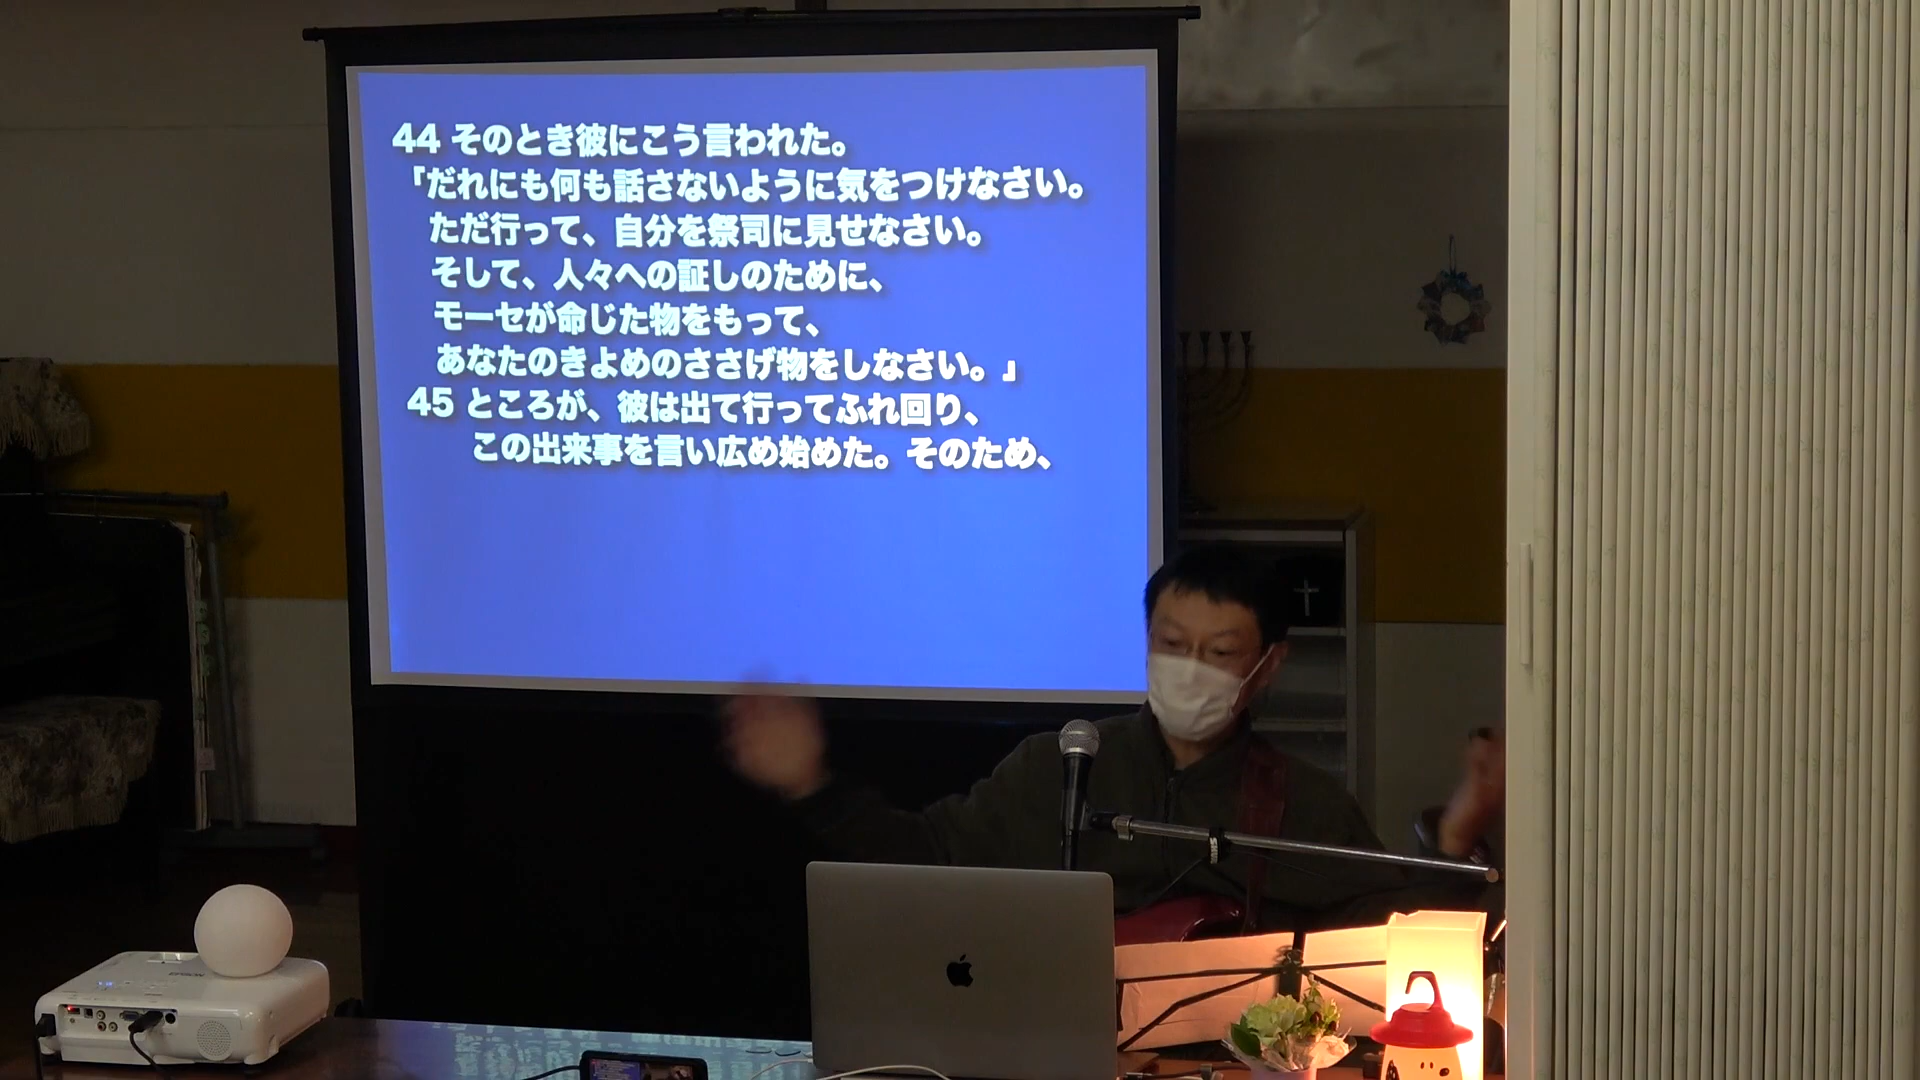 44 そのとき彼にこう言われた。
「だれにも何も話さないように気をつけなさい。
ただ行って、自分を祭司に見せなさい。
そして、人々への証しのために、
モーセが命じた物をもって、
あなたのきよめのささげ物をしなさい。」
45 ところが、彼は出て行ってふれ回り、
この出来事を言い広め始めた。そのため、
EPSON
SHS